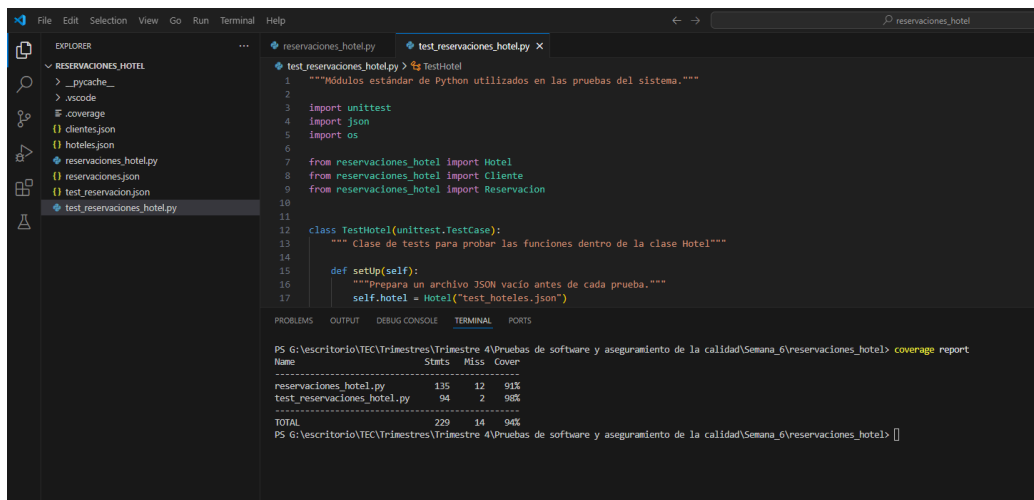 File Edit Selection View Go Run Terminal Help
reservaciones_hotel
EXPLORER
RESERVACIONES_HOTEL
__pycache__
.vscode
.coverage
{} clientes.json
{} hoteles.json
reservaciones_hotel.py
{} reservaciones.json
{} test_reservacion.json
test_reservaciones_hotel.py
reservaciones_hotel.py test_reservaciones_hotel.py
test_reservaciones_hotel.py > TestHotel
1 """Módulos estándar de Python utilizados en las pruebas del sistema."""
2
3 import unittest
4 import json
5 import os
6
7 from reservaciones_hotel import Hotel
8 from reservaciones_hotel import Cliente
9 from reservaciones_hotel import Reservacion
10
11
12 class TestHotel(unittest.TestCase):
13 """ Clase de tests para probar las funciones dentro de la clase Hotel"""
14
15 def setUp(self):
16 """Prepara un archivo JSON vacío antes de cada prueba."""
17 self.hotel = Hotel("test_hoteles.json")
PROBLEMS OUTPUT DEBUG CONSOLE TERMINAL PORTS
PS G:\escritorio\TEC\Trimestres\Trimestre 4\Pruebas de software y aseguramiento de la calidad\Semana_6\reservaciones_hotel> coverage report
Name Stmts Miss Cover
-------------------------------------------------
reservaciones_hotel.py 135 12 91%
test_reservaciones_hotel.py 94 2 98%
-------------------------------------------------
TOTAL 229 14 94%
PS G:\escritorio\TEC\Trimestres\Trimestre 4\Pruebas de software y aseguramiento de la calidad\Semana_6\reservaciones_hotel>